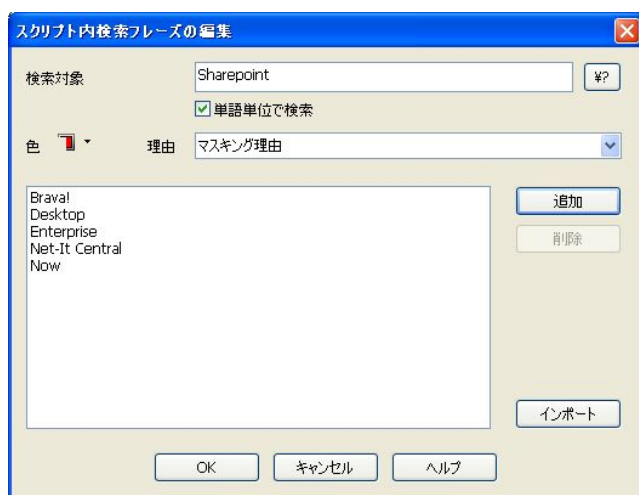 スクリプト内検索フレーズの編集
検索対象
Sharepoint
¥?
単語単位で検索
色
理由
マスキング理由
Brava!
Desktop
Enterprise
Net-It Central
Now
追加
削除
インポート
OK
キャンセル
ヘルプ